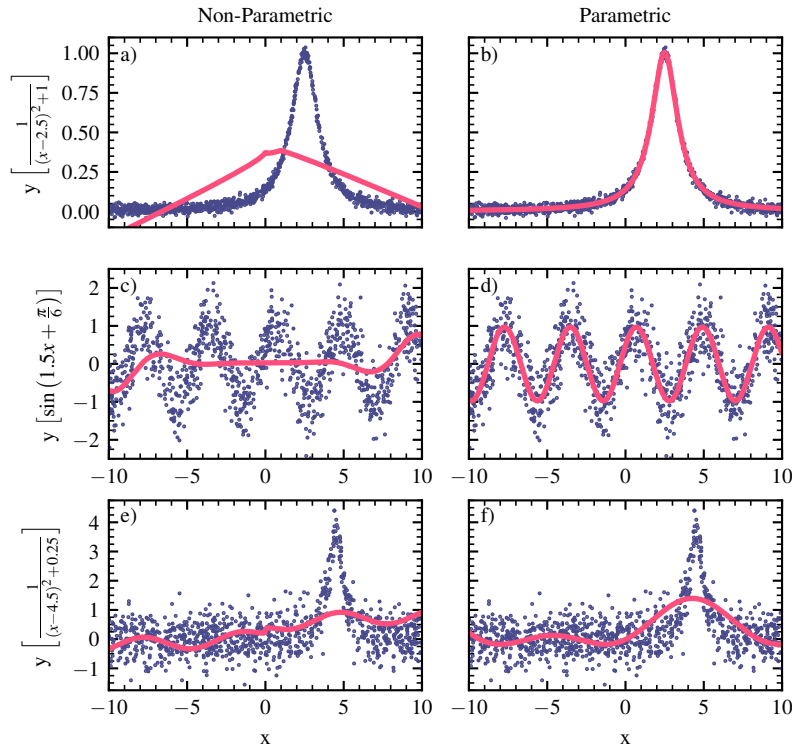 Non-Parametric
Parametric
a)
b)
1.00
0.75
0.50
0.25
0.00
y [1/((x−2.5)²+1)]
c)
d)
2
1
0
−1
−2
y [sin (1.5x + π/6)]
−10 −5 0 5 10
−10 −5 0 5 10
e)
f)
4
3
2
1
0
−1
y [1/((x−4.5)²+0.25)]
−10 −5 0 5 10
−10 −5 0 5 10
x
x